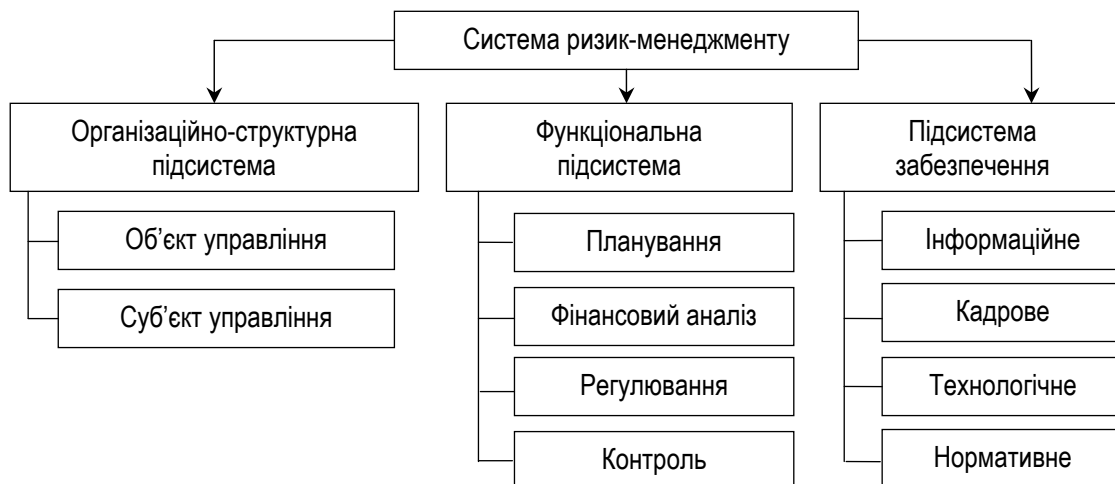 Система ризик-менеджменту
Організаційно-структурна
підсистема
Об’єкт управління
Суб’єкт управління
Функціональна
підсистема
Планування
Фінансовий аналіз
Регулювання
Контроль
Підсистема
забезпечення
Інформаційне
Кадрове
Технологічне
Нормативне